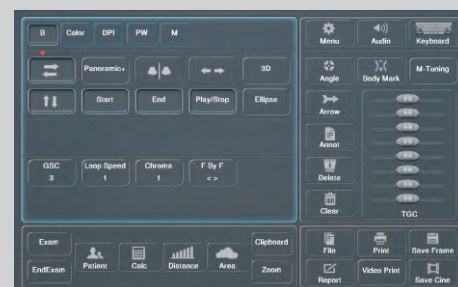 B Color DPI PW M
Panoramic+ 3D
Start End Play/Stop Ellipse
GSC Loop Speed Chroma F By F
3 1 1 < >
Exam Clipboard
Patient Calc Distance Area
EndExam Zoom
Menu Audio Keyboard
Angle Body Mark M-Tuning
Arrow
Annot
Delete
Clear
TGC
File Print Save Frame
Report Video Print Save Cine